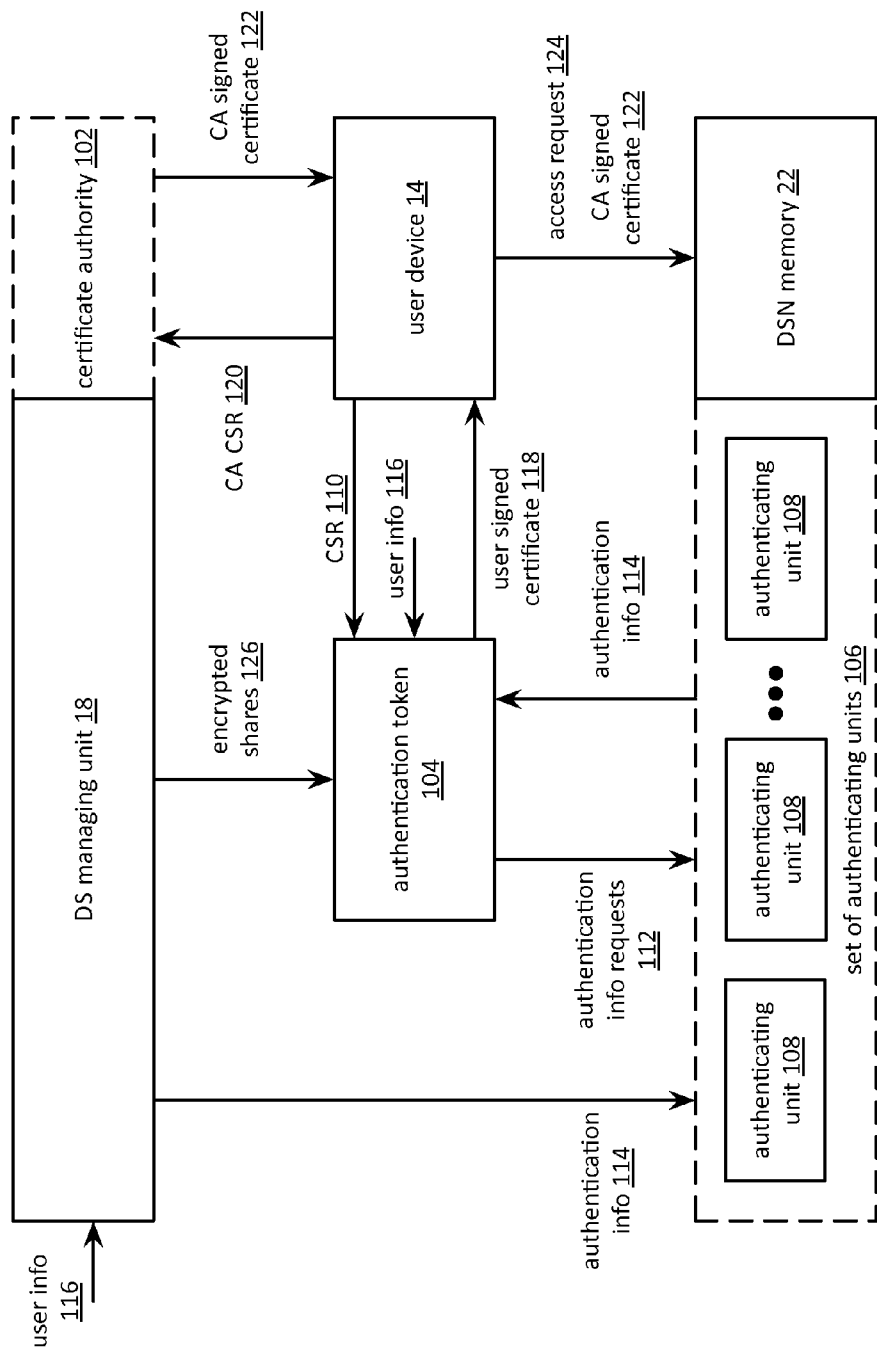 user info
116
DS managing unit 18
certificate authority 102
CA CSR 120
CA signed
certificate 122
encrypted
shares 126
CSR 110
user info 116
user signed
certificate 118
user device 14
authentication token
104
access request 124
CA signed
certificate 122
authentication
info 114
authentication
info requests
112
authentication
info 114
authenticating
unit 108
authenticating
unit 108
authenticating
unit 108
set of authenticating units 106
DSN memory 22